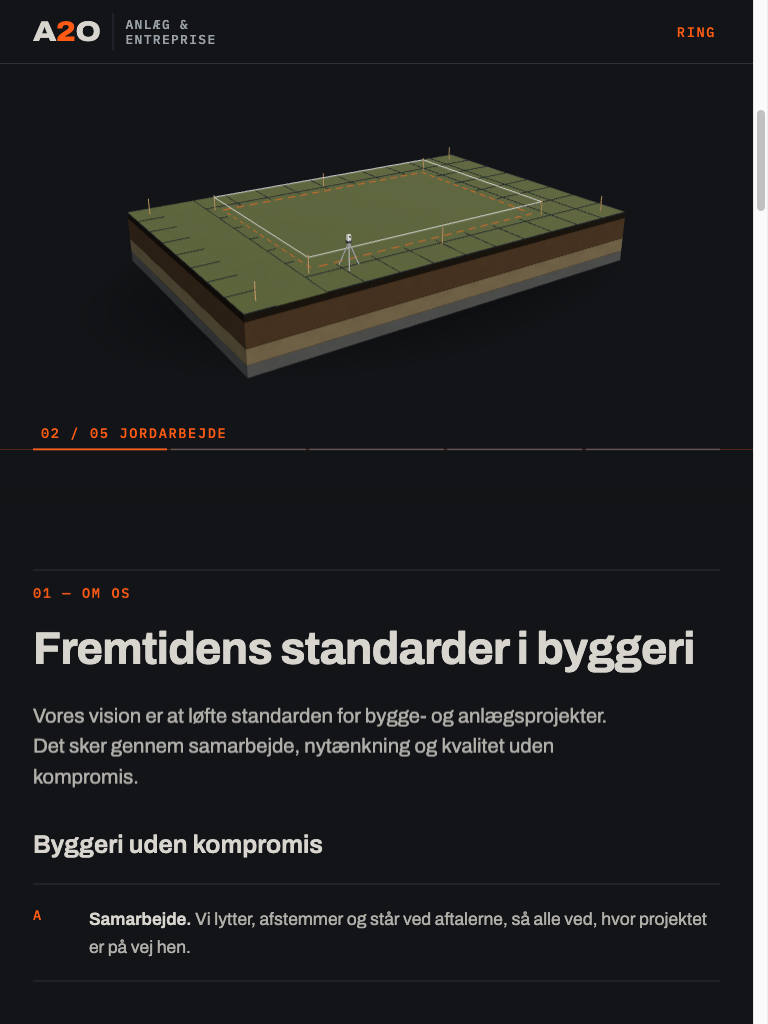 A2O
ANLÆG &
ENTREPRISE
RING
02 / 05 JORDARBEJDE
01 — OM OS
Fremtidens standarder i byggeri
Vores vision er at løfte standarden for bygge- og anlægsprojekter.
Det sker gennem samarbejde, nytænkning og kvalitet uden
kompromis.
Byggeri uden kompromis
A
Samarbejde. Vi lytter, afstemmer og står ved aftalerne, så alle ved, hvor projektet
er på vej hen.